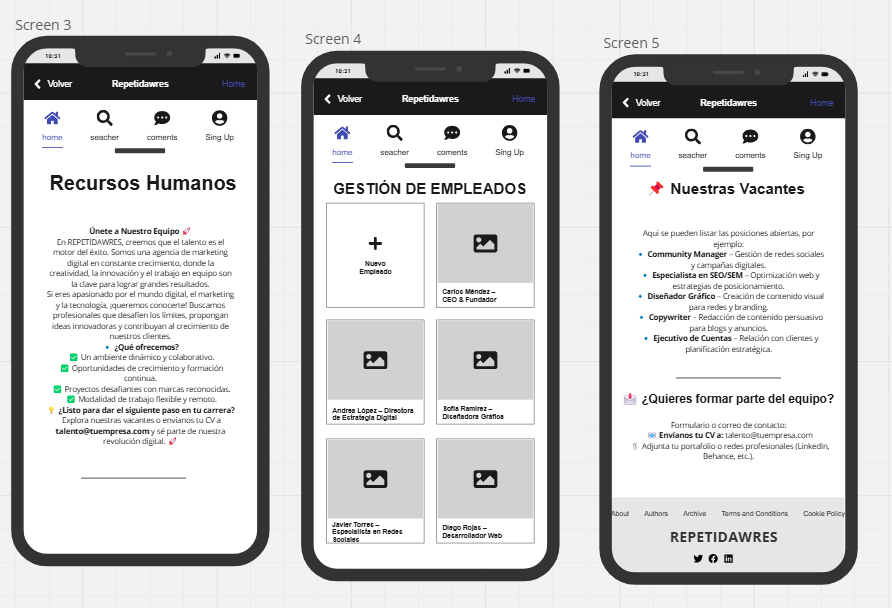 Screen 3
10:31
Volver
Repetidawres
Home
home
seacher
coments
Sing Up
Recursos Humanos
Únete a Nuestro Equipo 🚀
En REPETIDAWRES, creemos que el talento es el
motor del éxito. Somos una agencia de marketing
digital en constante crecimiento, donde la
creatividad, la innovación y el trabajo en equipo son
la clave para lograr grandes resultados.
Si eres apasionado por el mundo digital, el marketing
y la tecnología, ¡queremos conocerte! Buscamos
profesionales que desafíen los límites, propongan
ideas innovadoras y contribuyan al crecimiento de
nuestros clientes.
🔹 ¿Qué ofrecemos?
✅ Un ambiente dinámico y colaborativo.
✅ Oportunidades de crecimiento y formación
continua.
✅ Proyectos desafiantes con marcas reconocidas.
✅ Modalidad de trabajo flexible y remoto.
💡 ¿Listo para dar el siguiente paso en tu carrera?
Explora nuestras vacantes o envíanos tu CV a
talento@tuempresa.com y sé parte de nuestra
revolución digital. 🚀
Screen 4
10:31
Volver
Repetidawres
Home
home
seacher
coments
Sing Up
GESTIÓN DE EMPLEADOS
Nuevo
Empleado
Carlos Méndez –
CEO & Fundador
Andrea López – Directora
de Estrategia Digital
Sofía Ramírez –
Diseñadora Gráfica
Javier Torres –
Especialista en Redes
Sociales
Diego Rojas –
Desarrollador Web
Screen 5
10:31
Volver
Repetidawres
Home
home
seacher
coments
Sing Up
📌 Nuestras Vacantes
Aquí se pueden listar las posiciones abiertas, por
ejemplo:
🔹 Community Manager – Gestión de redes sociales
y campañas digitales.
🔹 Especialista en SEO/SEM – Optimización web y
estrategias de posicionamiento.
🔹 Diseñador Gráfico – Creación de contenido visual
para redes y branding.
🔹 Copywriter – Redacción de contenido persuasivo
para blogs y anuncios.
🔹 Ejecutivo de Cuentas – Relación con clientes y
planificación estratégica.
📩 ¿Quieres formar parte del equipo?
Formulario o correo de contacto:
📧 Envíanos tu CV a: talento@tuempresa.com
📎 Adjunta tu portafolio o redes profesionales (LinkedIn,
Behance, etc.).
About
Authors
Archive
Terms and Conditions
Cookie Policy
REPETIDAWRES